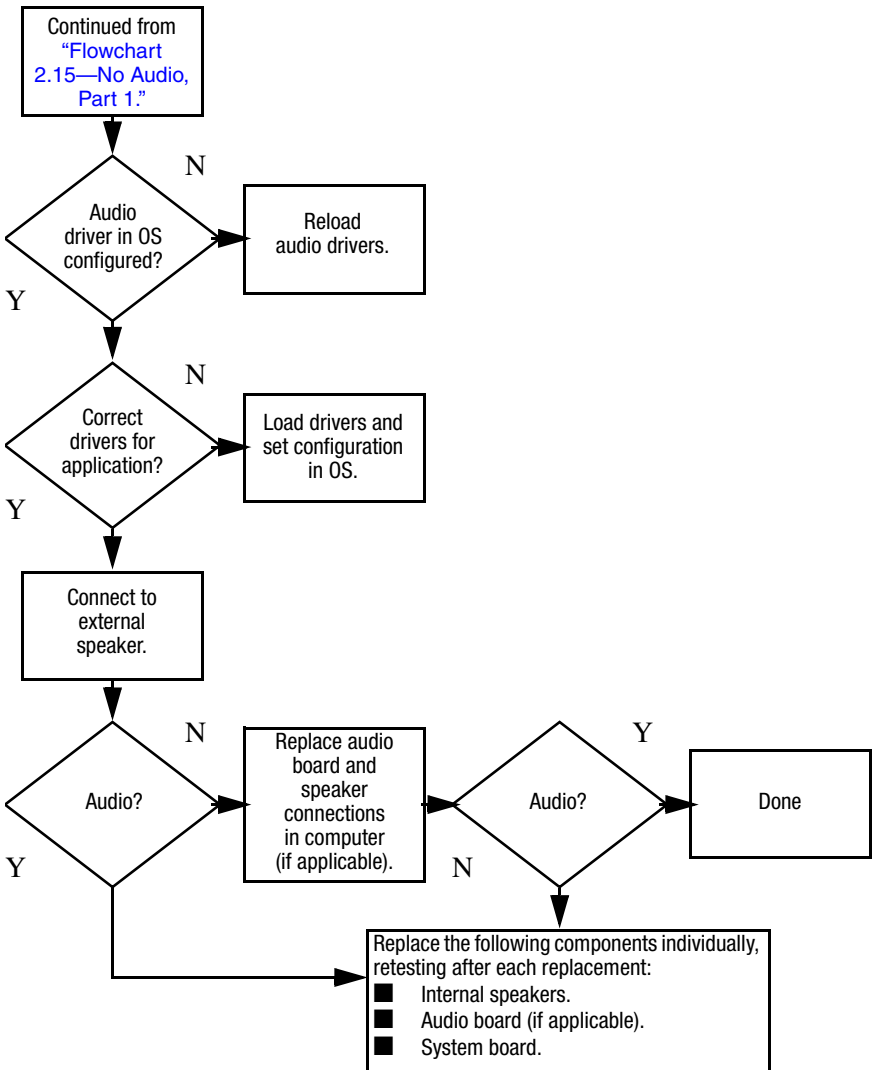 Continued from
“Flowchart
2.15—No Audio,
Part 1.”
N
Audio
driver in OS
configured?
Reload
audio drivers.
Y
N
Correct
drivers for
application?
Load drivers and
set configuration
in OS.
Y
Connect to
external
speaker.
N
Audio?
Y
Replace audio
board and
speaker
connections
in computer
(if applicable).
Y
Audio?
N
Done
Replace the following components individually,
retesting after each replacement:
■ Internal speakers.
■ Audio board (if applicable).
■ System board.